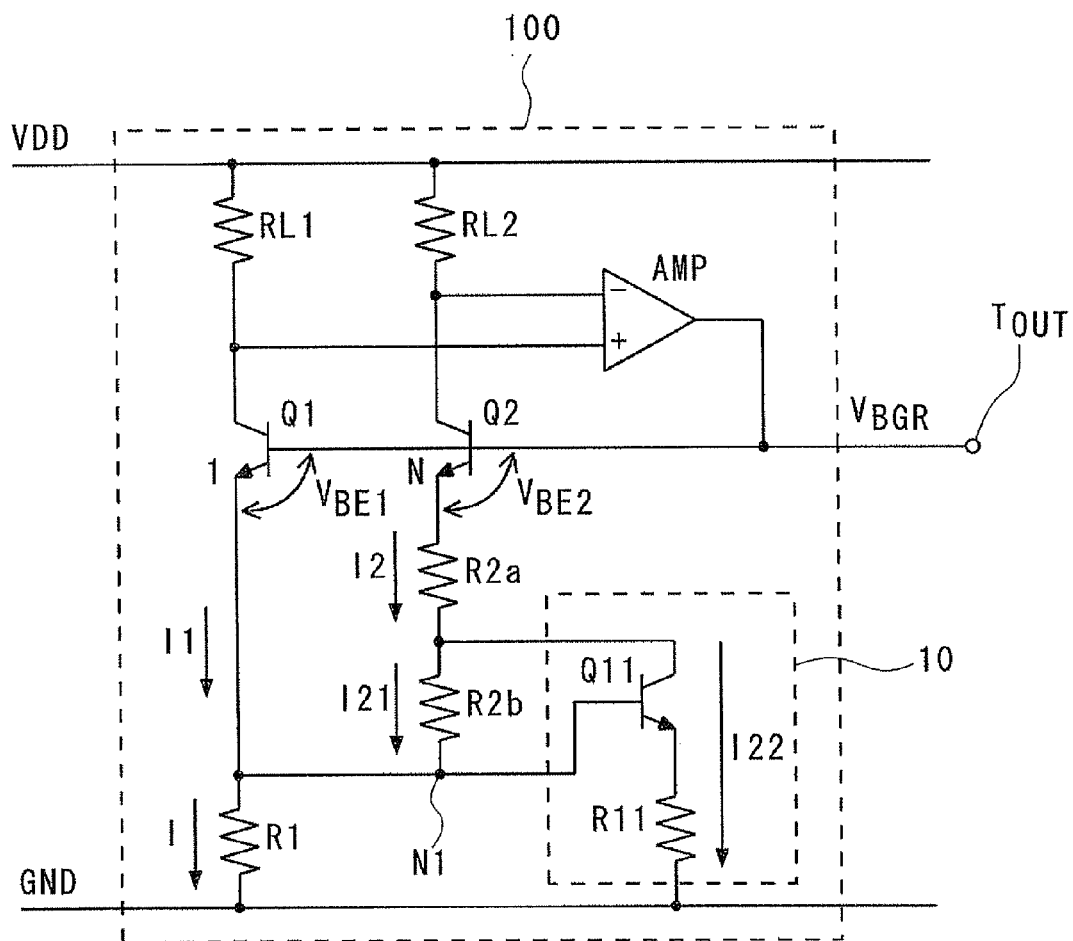 100
VDD
RL1
RL2
AMP
−
+
TOUT
Q1
Q2
VBGR
1
N
VBE1
VBE2
I2
R2a
I1
10
Q11
I21
R2b
I22
R11
I
R1
N1
GND